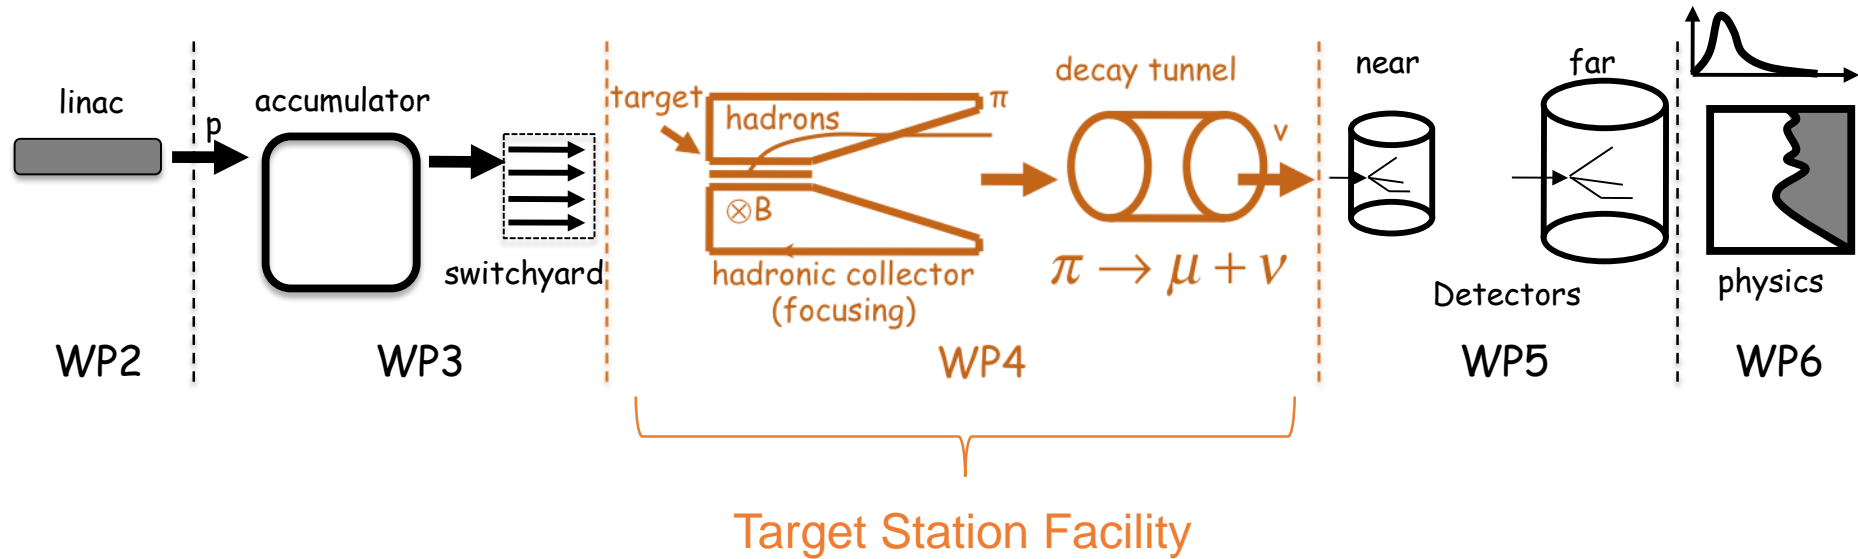 linac
p
accumulator
switchyard
target
hadrons
π
⊗B
hadronic collector
(focusing)
decay tunnel
ν
π → μ + ν
near
far
Detectors
physics
WP2
WP3
WP4
WP5
WP6
Target Station Facility